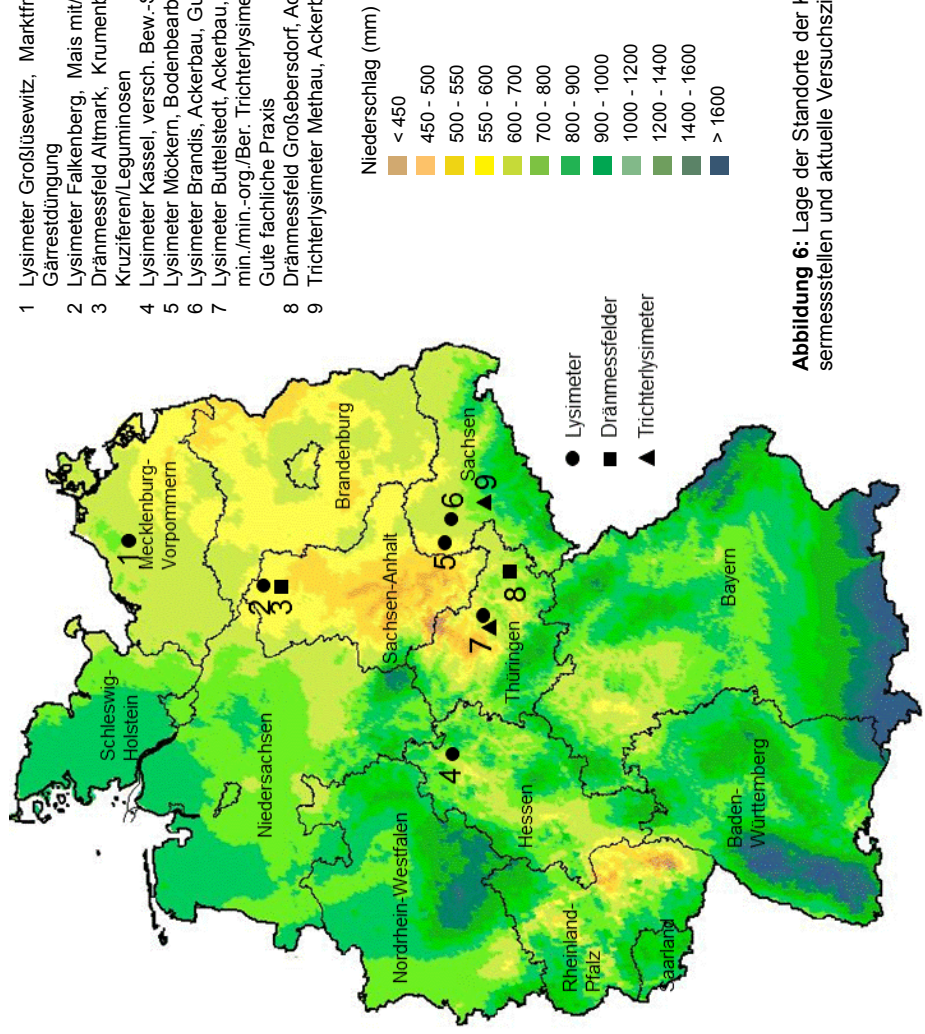 1 Lysimeter Großlüsewitz, Marktfr
Gärrestdüngung
2 Lysimeter Falkenberg, Mais mit/
3 Dränmessfeld Altmark, Krumenb
Kruziferen/Leguminosen
4 Lysimeter Kassel, versch. Bew.-S
5 Lysimeter Möckern, Bodenbearb
6 Lysimeter Brandis, Ackerbau, Gu
7 Lysimeter Buttelstedt, Ackerbau,
min./min.-org./Ber. Trichterlysime
Gute fachliche Praxis
8 Dränmessfeld Großebersdorf, Ac
9 Trichterlysimeter Methau, Ackerb
Niederschlag (mm)
< 450
450 - 500
500 - 550
550 - 600
600 - 700
700 - 800
800 - 900
900 - 1000
1000 - 1200
1200 - 1400
1400 - 1600
> 1600
Schleswig-
Holstein
Mecklenburg-
Vorpommern
1
Niedersachsen
2
3
Brandenburg
Sachsen-Anhalt
Nordrhein-Westfalen
4
5
6
Sachsen
9
7
8
Thüringen
Hessen
Rheinland-
Pfalz
Saarland
Baden-
Württemberg
Bayern
Lysimeter
Dränmessfelder
Trichterlysimeter
Abbildung 6: Lage der Standorte der
sermessstellen und aktuelle Versuchszi